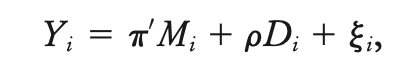 Yᵢ = π′Mᵢ + ρDᵢ + ξᵢ,